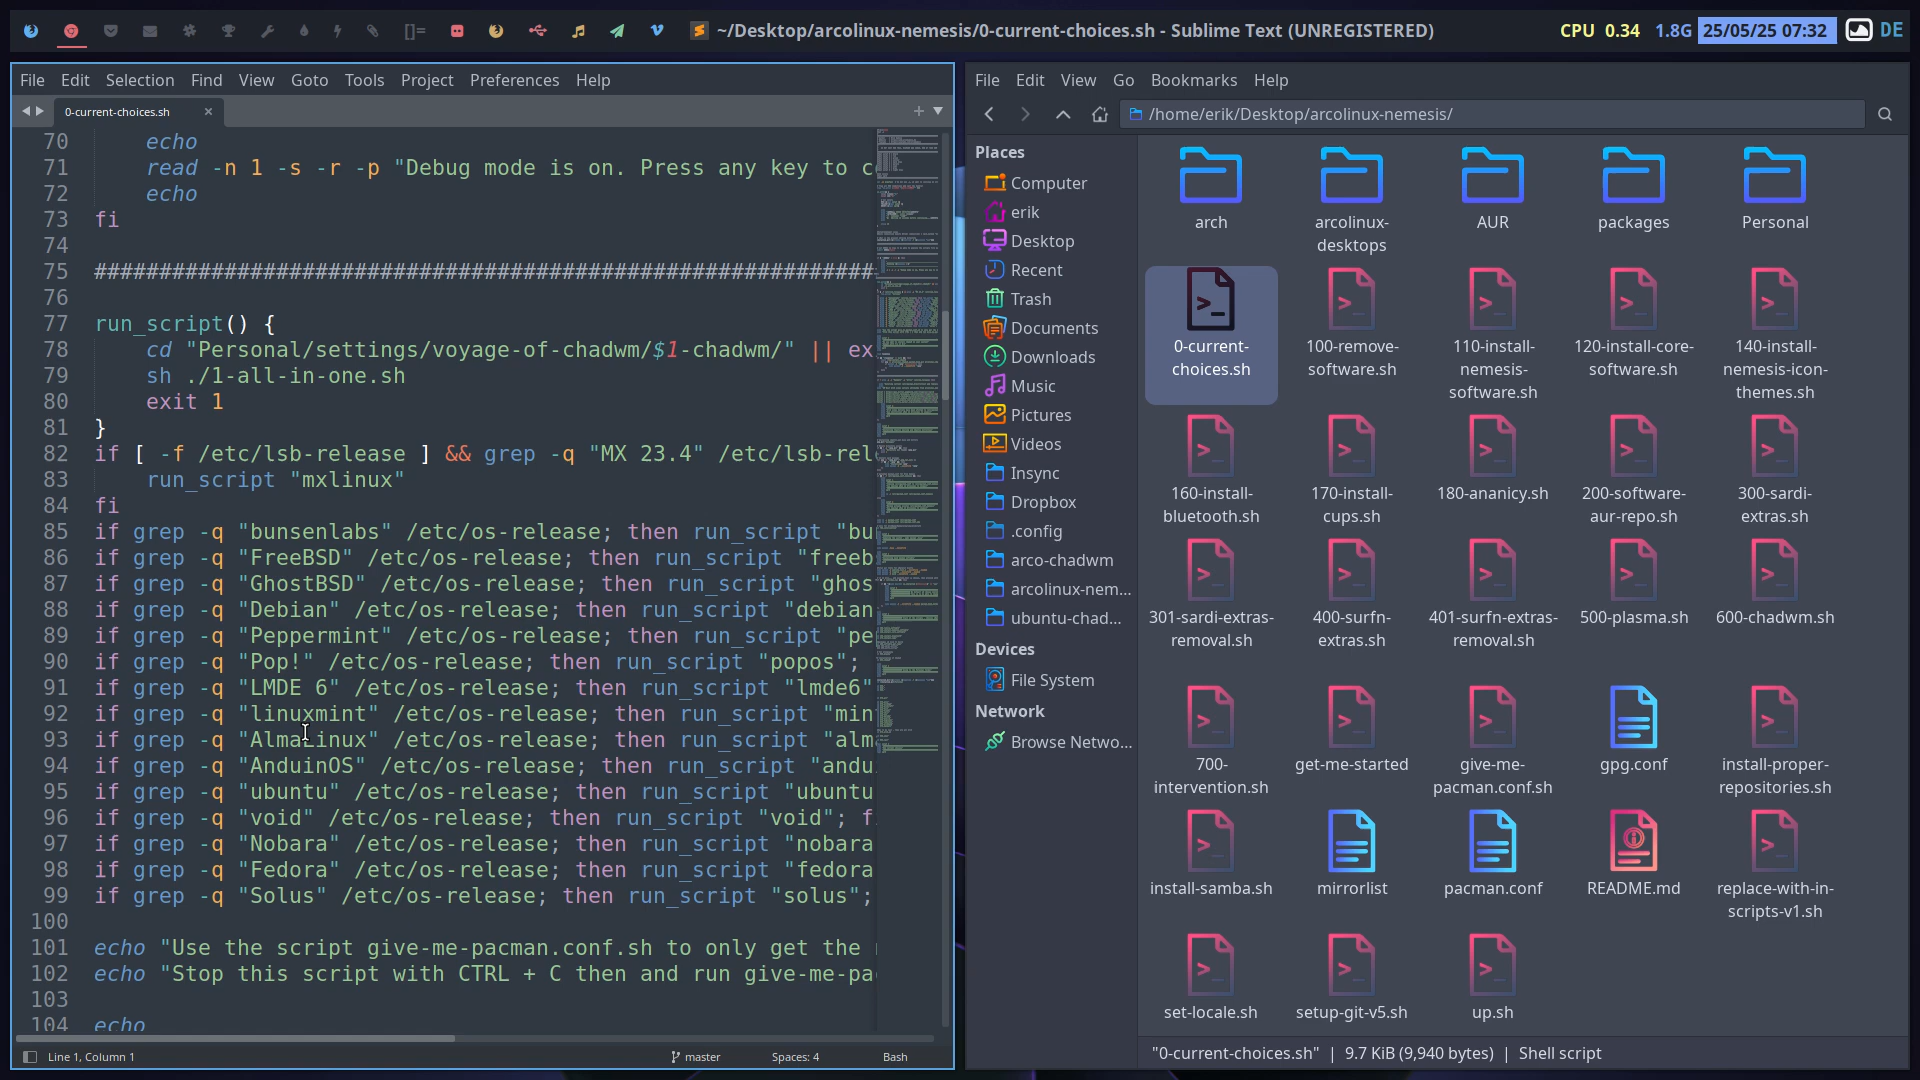 []=
~/Desktop/arcolinux-nemesis/0-current-choices.sh - Sublime Text (UNREGISTERED)
CPU 0.34 1.8G 25/05/25 07:32 DE
File Edit Selection Find View Goto Tools Project Preferences Help
0-current-choices.sh
70 echo
71 read -n 1 -s -r -p "Debug mode is on. Press any key to c
72 echo
73 fi
74
75 ############################################################
76
77 run_script() {
78 cd "Personal/settings/voyage-of-chadwm/$1-chadwm/" || ex
79 sh ./1-all-in-one.sh
80 exit 1
81 }
82 if [ -f /etc/lsb-release ] && grep -q "MX 23.4" /etc/lsb-rel
83 run_script "mxlinux"
84 fi
85 if grep -q "bunsenlabs" /etc/os-release; then run_script "bu
86 if grep -q "FreeBSD" /etc/os-release; then run_script "freeb
87 if grep -q "GhostBSD" /etc/os-release; then run_script "ghos
88 if grep -q "Debian" /etc/os-release; then run_script "debian
89 if grep -q "Peppermint" /etc/os-release; then run_script "pe
90 if grep -q "Pop!" /etc/os-release; then run_script "popos";
91 if grep -q "LMDE 6" /etc/os-release; then run_script "lmde6"
92 if grep -q "linuxmint" /etc/os-release; then run_script "min
93 if grep -q "AlmaLinux" /etc/os-release; then run_script "alm
94 if grep -q "AnduinOS" /etc/os-release; then run_script "andu
95 if grep -q "ubuntu" /etc/os-release; then run_script "ubuntu
96 if grep -q "void" /etc/os-release; then run_script "void"; f
97 if grep -q "Nobara" /etc/os-release; then run_script "nobara
98 if grep -q "Fedora" /etc/os-release; then run_script "fedora
99 if grep -q "Solus" /etc/os-release; then run_script "solus";
100
101 echo "Use the script give-me-pacman.conf.sh to only get the
102 echo "Stop this script with CTRL + C then and run give-me-pa
103
104 echo
Line 1, Column 1
master
Spaces: 4
Bash
File Edit View Go Bookmarks Help
/home/erik/Desktop/arcolinux-nemesis/
Places
Computer
erik
Desktop
Recent
Trash
Documents
Downloads
Music
Pictures
Videos
Insync
Dropbox
.config
arco-chadwm
arcolinux-nem...
ubuntu-chad...
Devices
File System
Network
Browse Netwo...
arch
arcolinux-
desktops
AUR
packages
Personal
0-current-
choices.sh
100-remove-
software.sh
110-install-
nemesis-
software.sh
120-install-core-
software.sh
140-install-
nemesis-icon-
themes.sh
160-install-
bluetooth.sh
170-install-
cups.sh
180-ananicy.sh
200-software-
aur-repo.sh
300-sardi-
extras.sh
301-sardi-extras-
removal.sh
400-surfn-
extras.sh
401-surfn-extras-
removal.sh
500-plasma.sh
600-chadwm.sh
700-
intervention.sh
get-me-started
give-me-
pacman.conf.sh
gpg.conf
install-proper-
repositories.sh
install-samba.sh
mirrorlist
pacman.conf
README.md
replace-with-in-
scripts-v1.sh
set-locale.sh
setup-git-v5.sh
up.sh
"0-current-choices.sh" | 9.7 KiB (9,940 bytes) | Shell script